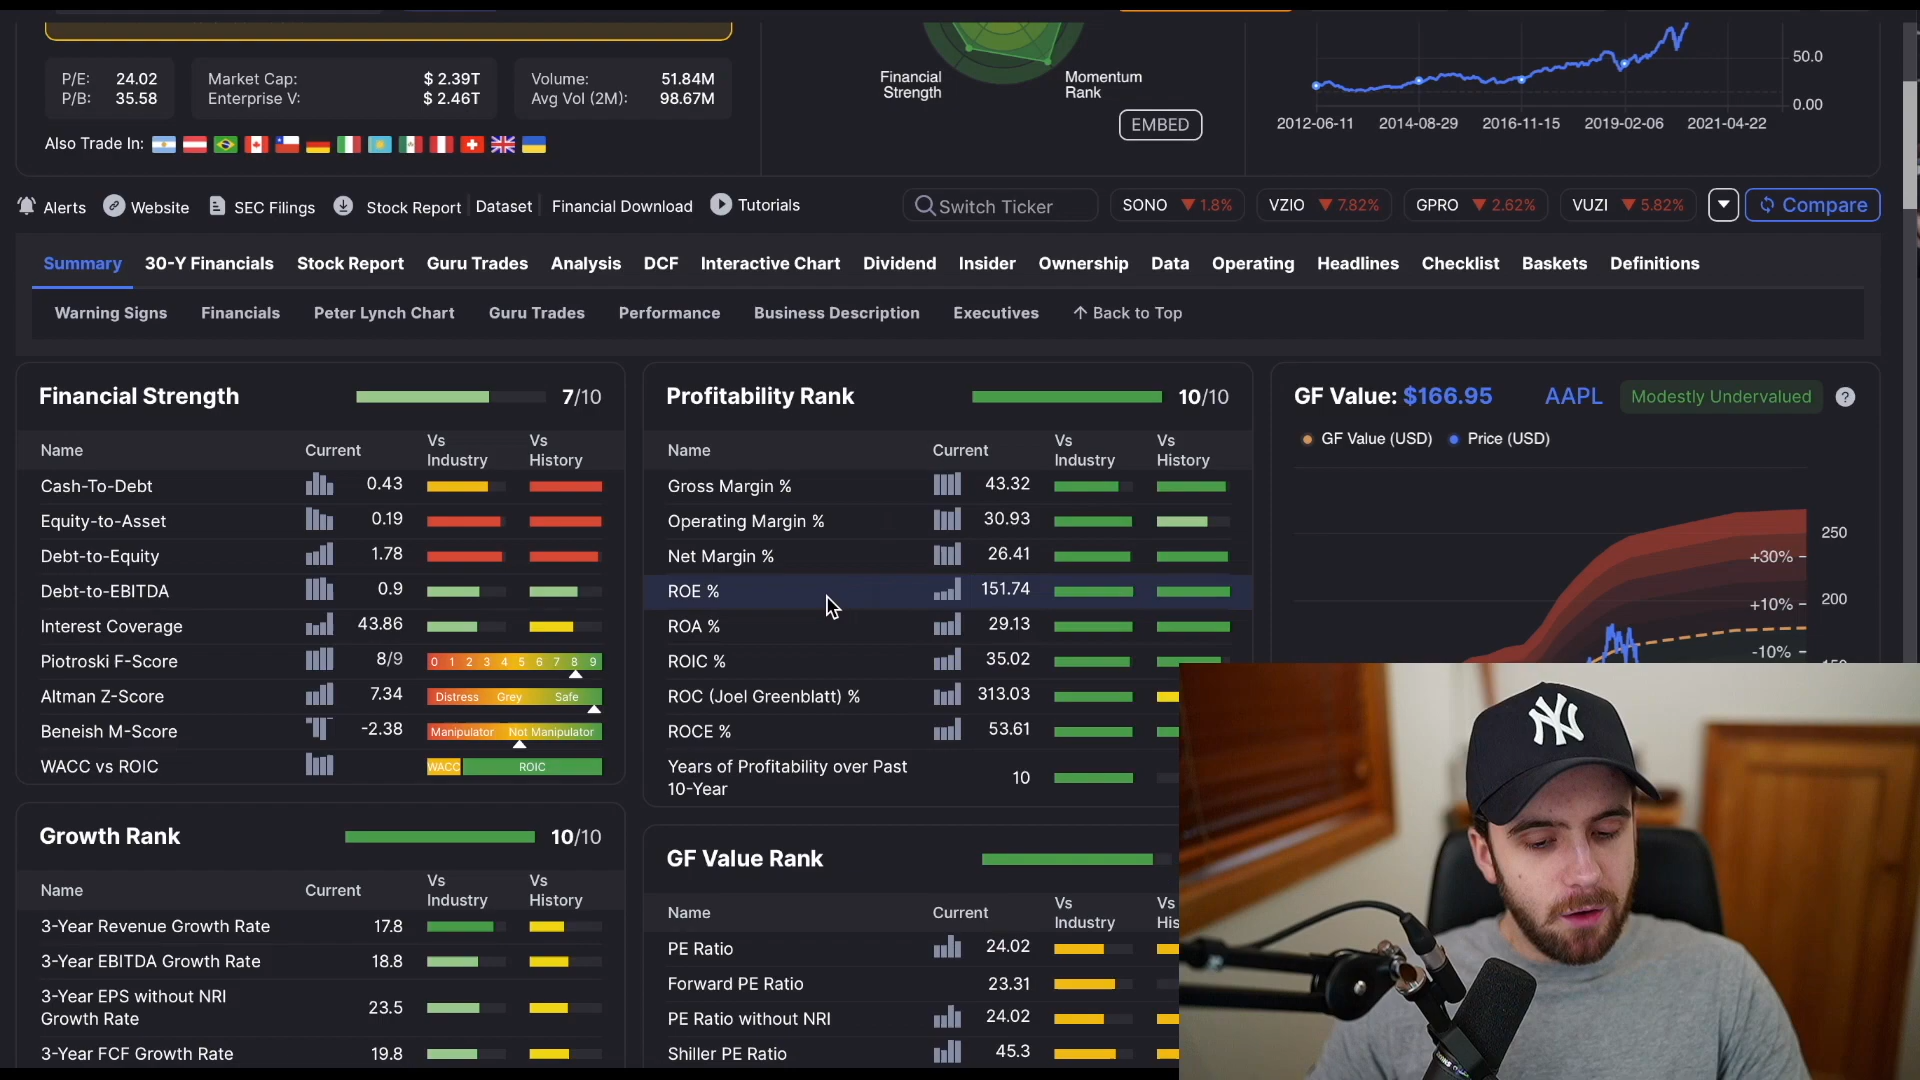 P/E: 24.02
P/B: 35.58
Market Cap: $ 2.39T
Enterprise V: $ 2.46T
Volume: 51.84M
Avg Vol (2M): 98.67M
Also Trade In:
Financial Strength
Momentum Rank
EMBED
50.0
0.00
2012-06-11 2014-08-29 2016-11-15 2019-02-06 2021-04-22
Alerts Website SEC Filings Stock Report Dataset Financial Download Tutorials
Switch Ticker SONO ▼1.8% VZIO ▼7.82% GPRO ▼2.62% VUZI ▼5.82% Compare
Summary 30-Y Financials Stock Report Guru Trades Analysis DCF Interactive Chart Dividend Insider Ownership Data Operating Headlines Checklist Baskets Definitions
Warning Signs Financials Peter Lynch Chart Guru Trades Performance Business Description Executives ↑ Back to Top
Financial Strength 7/10
Name Current Vs Industry Vs History
Cash-To-Debt 0.43
Equity-to-Asset 0.19
Debt-to-Equity 1.78
Debt-to-EBITDA 0.9
Interest Coverage 43.86
Piotroski F-Score 8/9 0 1 2 3 4 5 6 7 8 9
Altman Z-Score 7.34 Distress Grey Safe
Beneish M-Score -2.38 Manipulator Not Manipulator
WACC vs ROIC WACC ROIC
Growth Rank 10/10
Name Current Vs Industry Vs History
3-Year Revenue Growth Rate 17.8
3-Year EBITDA Growth Rate 18.8
3-Year EPS without NRI Growth Rate 23.5
3-Year FCF Growth Rate 19.8
Profitability Rank 10/10
Name Current Vs Industry Vs History
Gross Margin % 43.32
Operating Margin % 30.93
Net Margin % 26.41
ROE % 151.74
ROA % 29.13
ROIC % 35.02
ROC (Joel Greenblatt) % 313.03
ROCE % 53.61
Years of Profitability over Past 10-Year 10
GF Value Rank
Name Current Vs Industry Vs His
PE Ratio 24.02
Forward PE Ratio 23.31
PE Ratio without NRI 24.02
Shiller PE Ratio 45.3
GF Value: $166.95 AAPL Modestly Undervalued ?
GF Value (USD) Price (USD)
250
+30%
200
+10%
-10%
NY